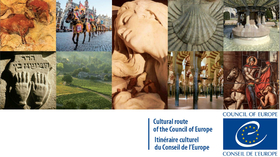 Cultural route
of the Council of Europe
Itinéraire culturel
du Conseil de l'Europe
COUNCIL OF EUROPE
CONSEIL DE L'EUROPE